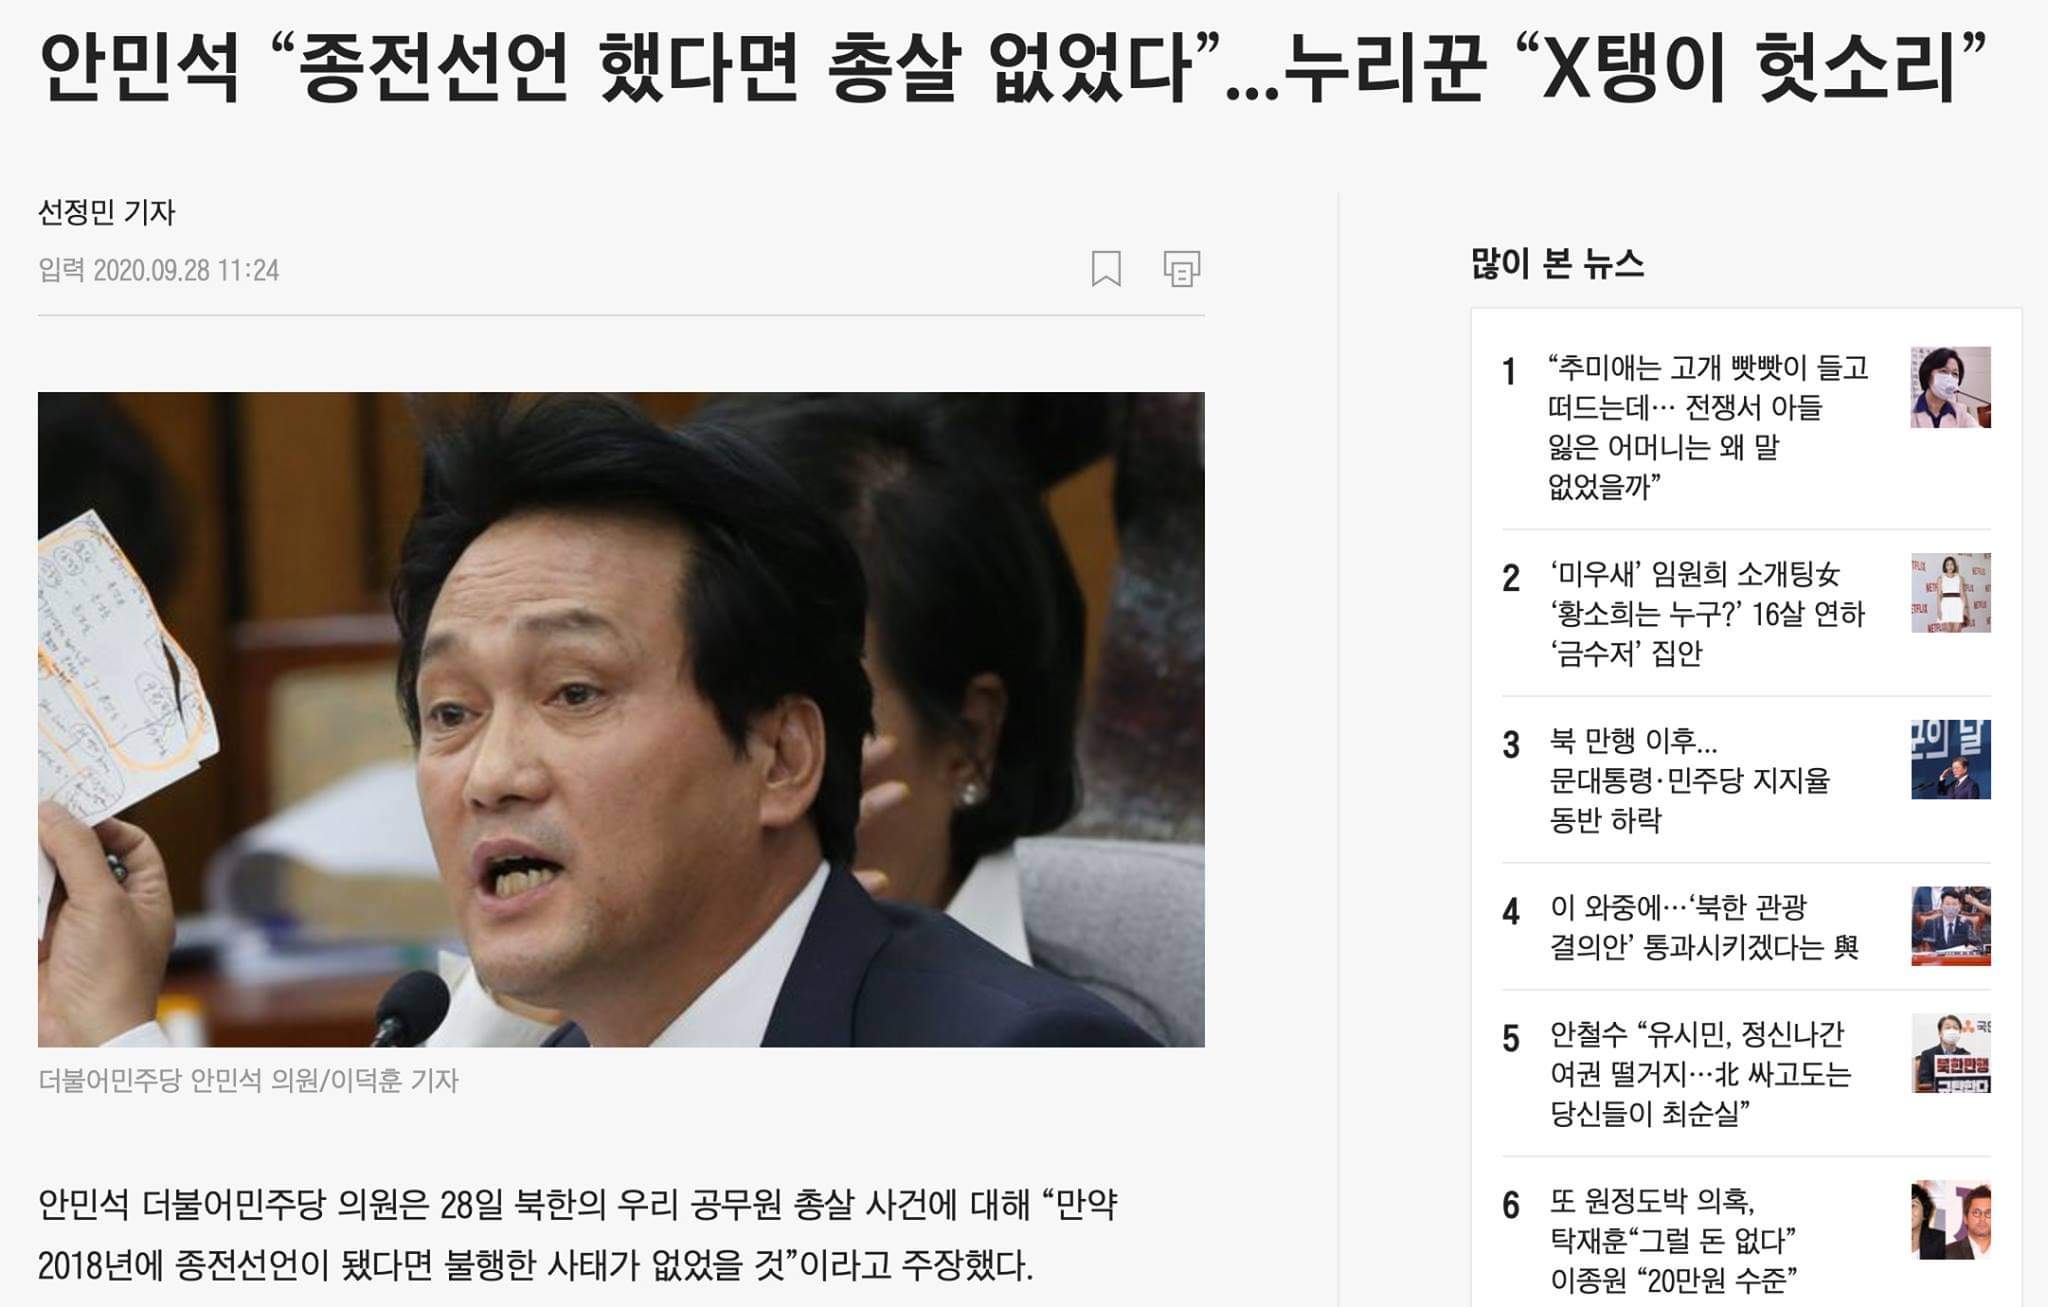 안민석 “종전선언 했다면 총살 없었다”...누리꾼 “X탱이 헛소리”
선정민 기자
입력 2020.09.28 11:24
더불어민주당 안민석 의원/이덕훈 기자
안민석 더불어민주당 의원은 28일 북한의 우리 공무원 총살 사건에 대해 “만약
2018년에 종전선언이 됐다면 불행한 사태가 없었을 것”이라고 주장했다.
많이 본 뉴스
1 “추미애는 고개 빳빳이 들고
떠드는데… 전쟁서 아들
잃은 어머니는 왜 말
없었을까”
2 ‘미우새’ 임원희 소개팅女
‘황소희는 누구?’ 16살 연하
‘금수저’ 집안
NETFLIX
3 북 만행 이후...
문대통령·민주당 지지율
동반 하락
군의 날
4 이 와중에…‘북한 관광
결의안’ 통과시키겠다는 與
5 안철수 “유시민, 정신나간
여권 떨거지…北 싸고도는
당신들이 최순실”
북한만행
6 또 원정도박 의혹,
탁재훈“그럴 돈 없다”
이종원 “20만원 수준”